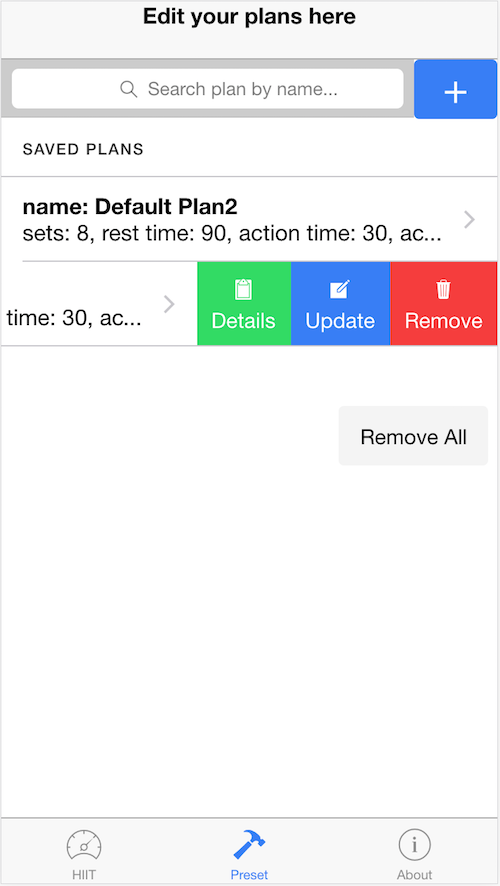 Edit your plans here
Search plan by name...
+
SAVED PLANS
name: Default Plan2
sets: 8, rest time: 90, action time: 30, ac...
time: 30, ac...
Details Update Remove
Remove All
HIIT Preset About